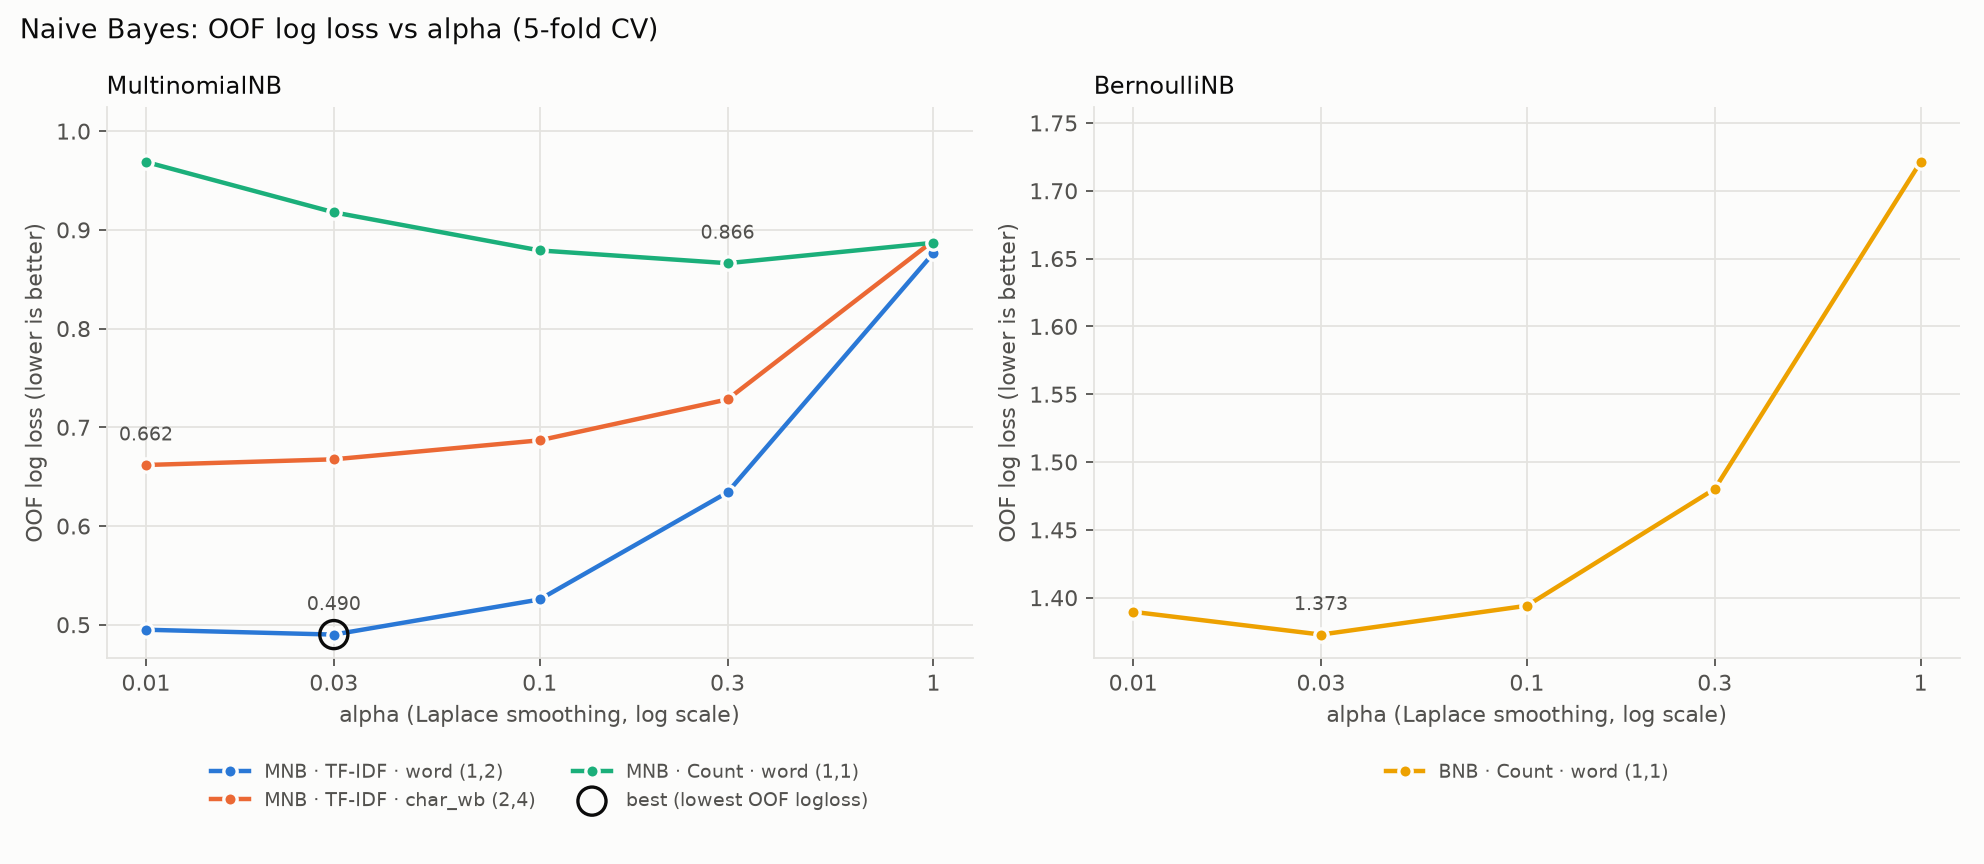 Naive Bayes: OOF log loss vs alpha (5-fold CV)
MultinomialNB
OOF log loss (lower is better)
1.0
0.9
0.8
0.7
0.6
0.5
0.866
0.662
0.490
0.01 0.03 0.1 0.3 1
alpha (Laplace smoothing, log scale)
MNB · TF-IDF · word (1,2)
MNB · TF-IDF · char_wb (2,4)
MNB · Count · word (1,1)
best (lowest OOF logloss)
BernoulliNB
OOF log loss (lower is better)
1.75
1.70
1.65
1.60
1.55
1.50
1.45
1.40
1.373
0.01 0.03 0.1 0.3 1
alpha (Laplace smoothing, log scale)
BNB · Count · word (1,1)